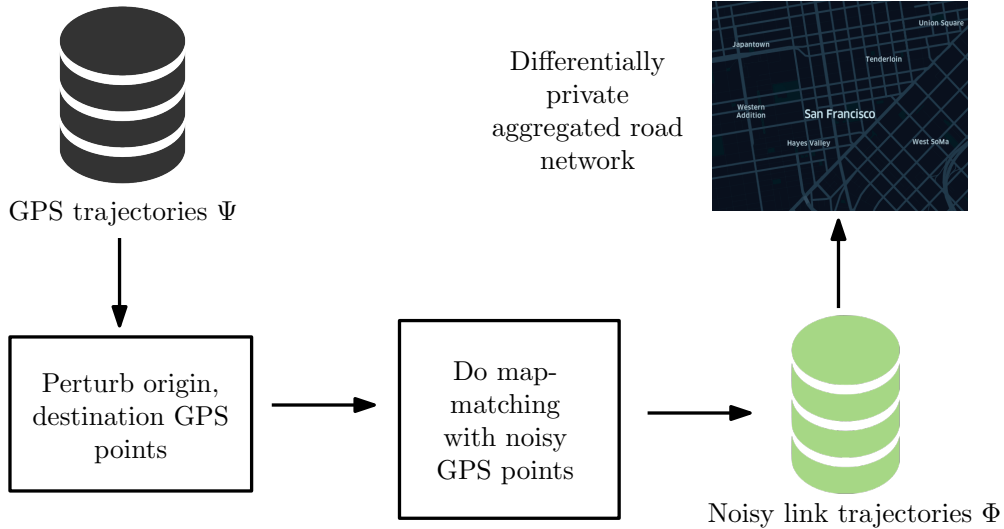 GPS trajectories Ψ
Perturb origin,
destination GPS
points
Do map-
matching
with noisy
GPS points
Noisy link trajectories Φ
Differentially
private
aggregated road
network
Union Square
Japantown
Tenderloin
Western
Addition
San Francisco
Hayes Valley
West SoMa